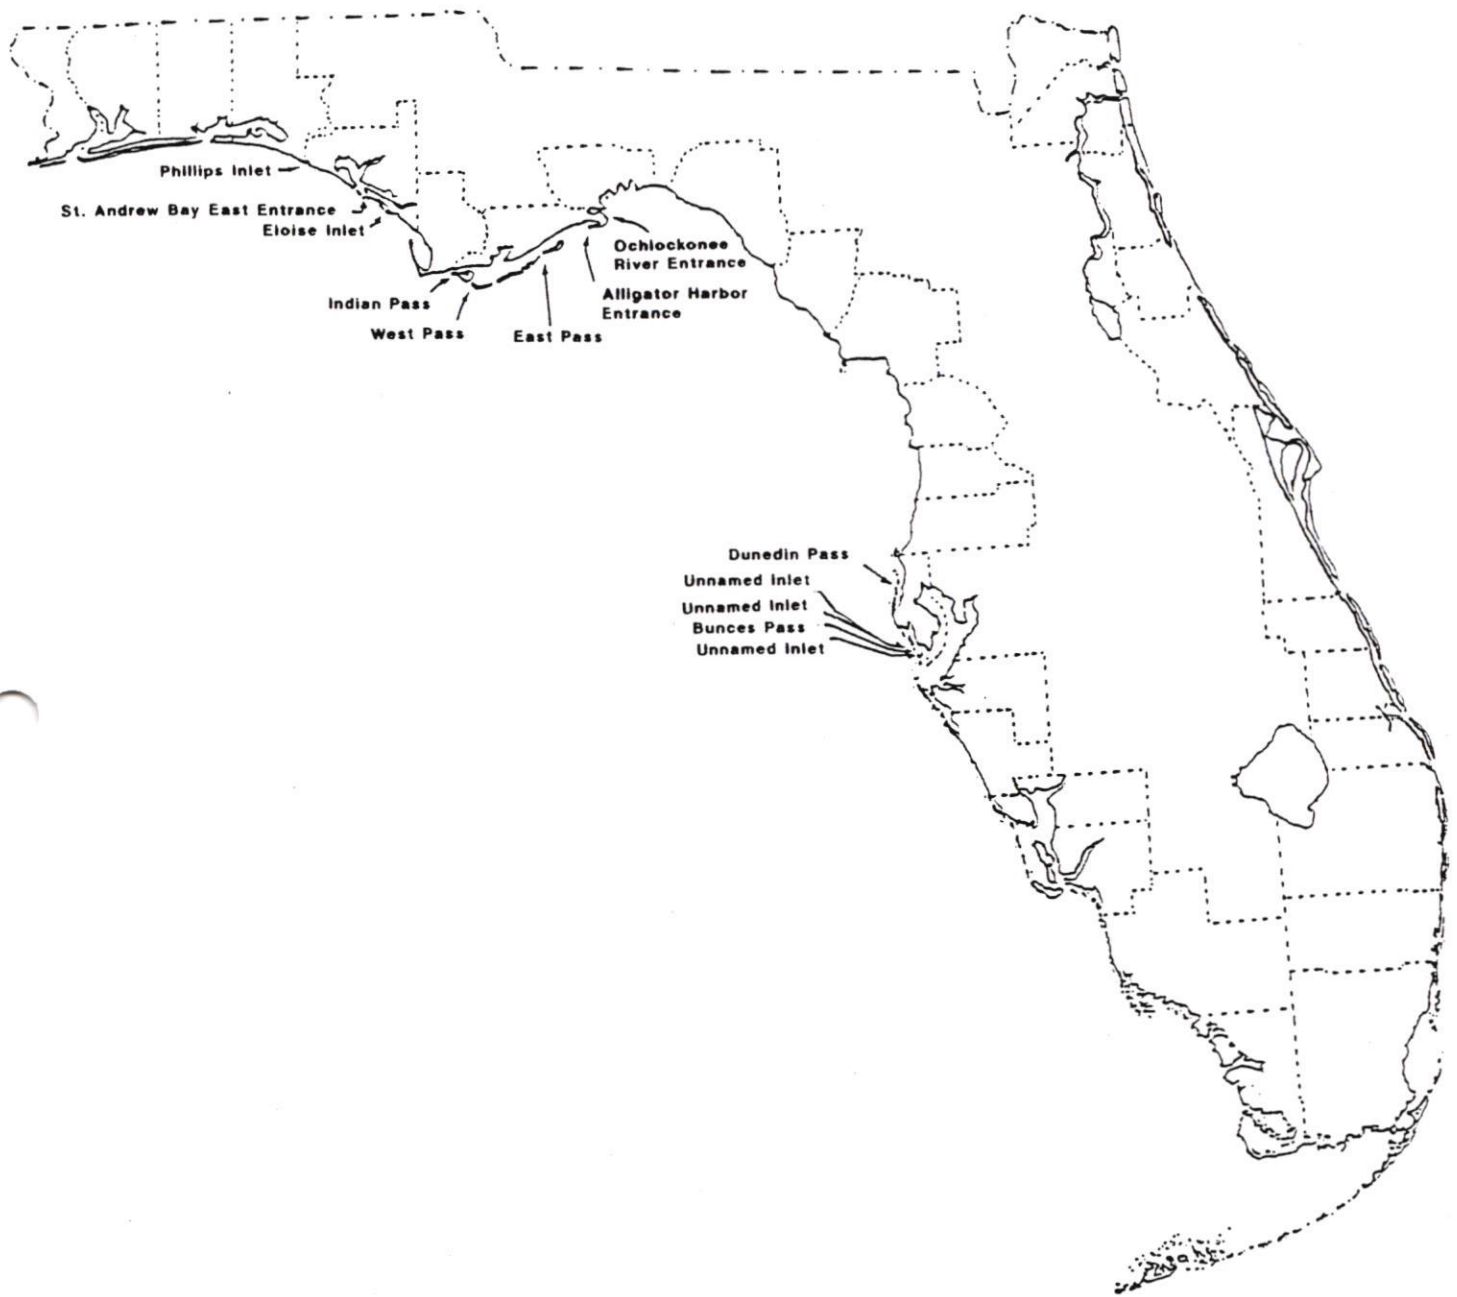 Phillips Inlet
St. Andrew Bay East Entrance
Eloise Inlet
Indian Pass
West Pass
East Pass
Ochlockonee
River Entrance
Alligator Harbor
Entrance
Dunedin Pass
Unnamed Inlet
Unnamed Inlet
Bunces Pass
Unnamed Inlet